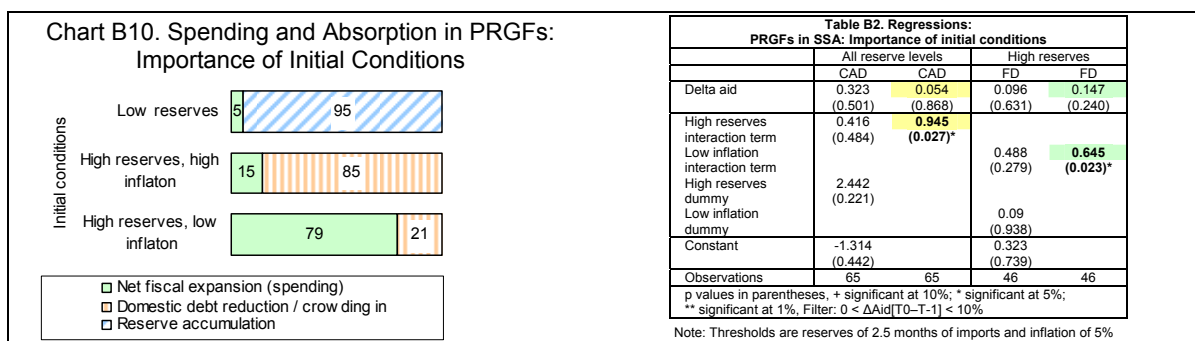 Chart B10. Spending and Absorption in PRGFs:
Importance of Initial Conditions
Initial conditions
Low reserves
5
95
High reserves, high
inflaton
15
85
High reserves, low
inflaton
79
21
Net fiscal expansion (spending)
Domestic debt reduction / crowding in
Reserve accumulation
Table B2. Regressions:
PRGFs in SSA: Importance of initial conditions
All reserve levels High reserves
CAD CAD FD FD
Delta aid 0.323 0.054 0.096 0.147
(0.501) (0.868) (0.631) (0.240)
High reserves 0.416 0.945
interaction term (0.484) (0.027)*
Low inflation 0.488 0.645
interaction term (0.279) (0.023)*
High reserves 2.442
dummy (0.221)
Low inflation 0.09
dummy (0.938)
Constant -1.314 0.323
(0.442) (0.739)
Observations 65 65 46 46
p values in parentheses, + significant at 10%; * significant at 5%;
** significant at 1%, Filter: 0 < ΔAid[T0–T-1] < 10%
Note: Thresholds are reserves of 2.5 months of imports and inflation of 5%